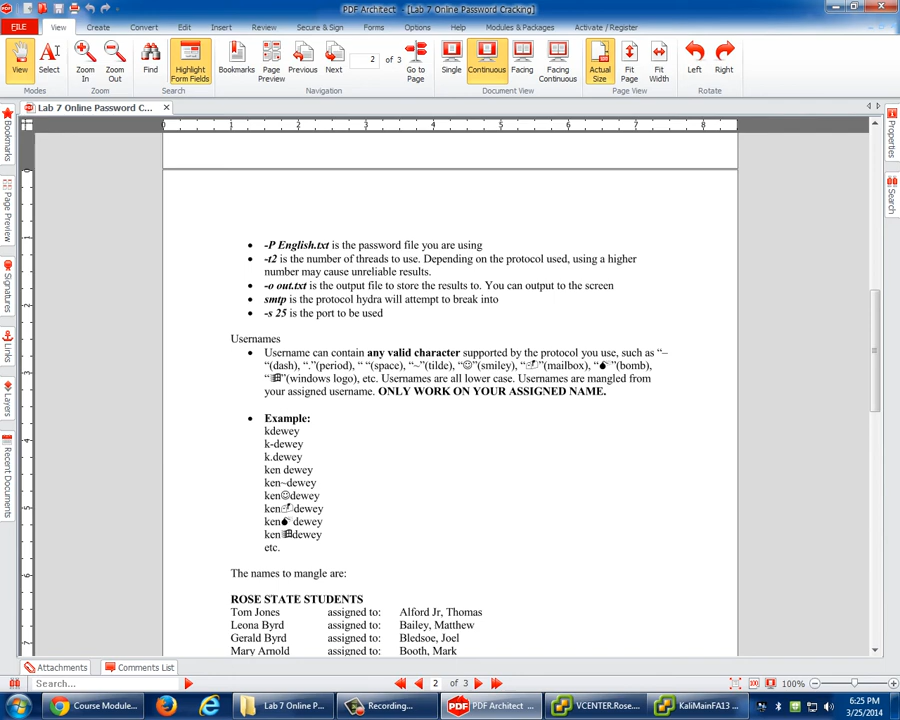 PDF Architect - [Lab 7 Online Password Cracking]
FILE View Create Convert Edit Insert Review Secure & Sign Forms Options Modules & Packages Activate / Register
View Select Zoom In Zoom Out Find Highlight Form Fields Bookmarks Page Preview Previous 2 of 3 Next Go to Page Single Continuous Facing Facing Continuous Actual Size Fit Page Fit Width Left Right
Modes Zoom Search Navigation Document View Page View Rotate
Lab 7 Online Password C...
0 1 2 3 4 5 6 7 8
Bookmarks
Page Preview
Signatures
Links
Layers
Recent Documents
Properties
Search
• -P English.txt is the password file you are using
• -t2 is the number of threads to use. Depending on the protocol used, using a higher
number may cause unreliable results.
• -o out.txt is the output file to store the results to. You can output to the screen
• smtp is the protocol hydra will attempt to break into
• -s 25 is the port to be used
Usernames
• Username can contain any valid character supported by the protocol you use, such as “–
“(dash), “.”(period), “ “(space), “~”(tilde), “☺”(smiley), “🖃”(mailbox), “💣”(bomb),
“⊞”(windows logo), etc. Usernames are all lower case. Usenames are mangled from
your assigned username. ONLY WORK ON YOUR ASSIGNED NAME.
• Example:
kdewey
k-dewey
k.dewey
ken dewey
ken~dewey
ken☺dewey
ken🖃dewey
ken💣dewey
ken⊞dewey
etc.
The names to mangle are:
ROSE STATE STUDENTS
Tom Jones assigned to: Alford Jr, Thomas
Leona Byrd assigned to: Bailey, Matthew
Gerald Byrd assigned to: Bledsoe, Joel
Mary Arnold assigned to: Booth, Mark
Attachments Comments List
Search... 2 of 3 100%
Course Module... Lab 7 Online P... Recording... PDF Architect ... VCENTER.Rose.... KaliMainFA13 ...
6:25 PM
3/25/2014